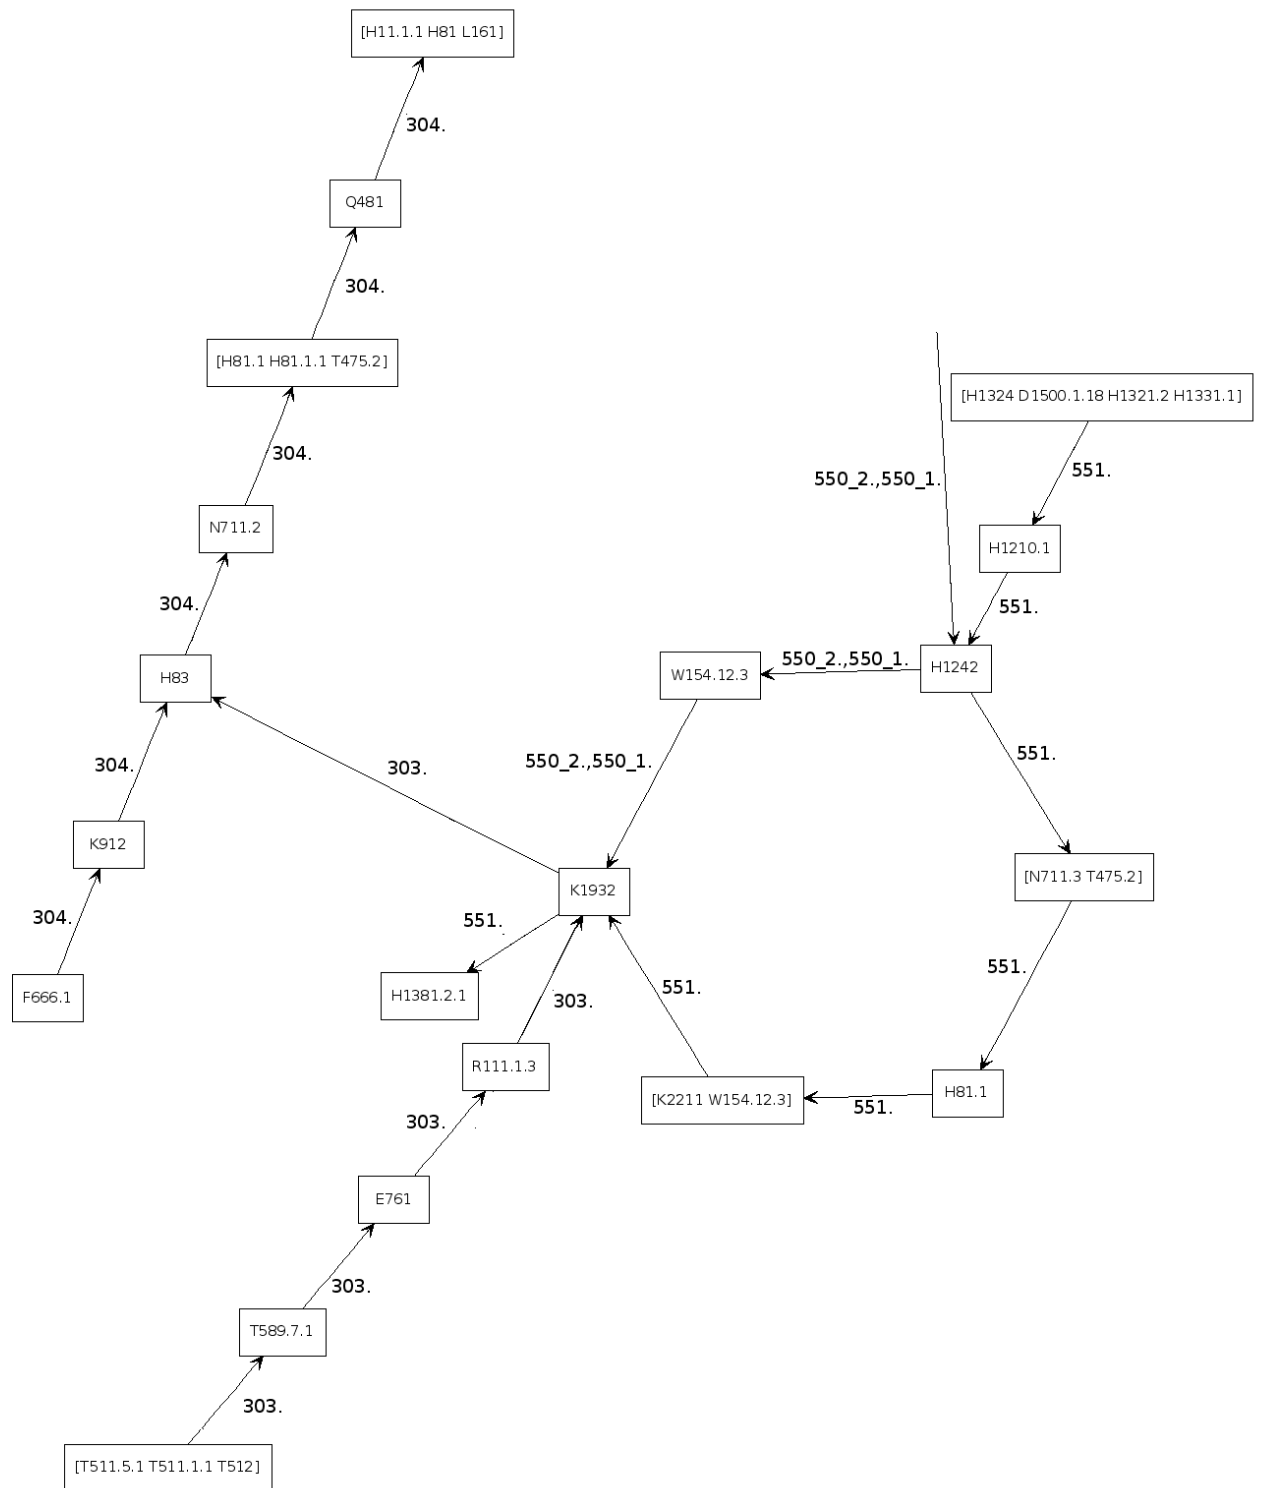 [H11.1.1 H81 L161]
304.
Q481
304.
[H81.1 H81.1.1 T475.2]
[H1324 D1500.1.18 H1321.2 H1331.1]
304.
551.
550_2.,550_1.
N711.2
H1210.1
304.
551.
550_2.,550_1.
H1242
W154.12.3
H83
551.
550_2.,550_1.
304.
303.
K912
[N711.3 T475.2]
K1932
304.
551.
551.
551.
H1381.2.1
F666.1
303.
R111.1.3
H81.1
[K2211 W154.12.3]
551.
303.
E761
303.
T589.7.1
303.
[T511.5.1 T511.1.1 T512]